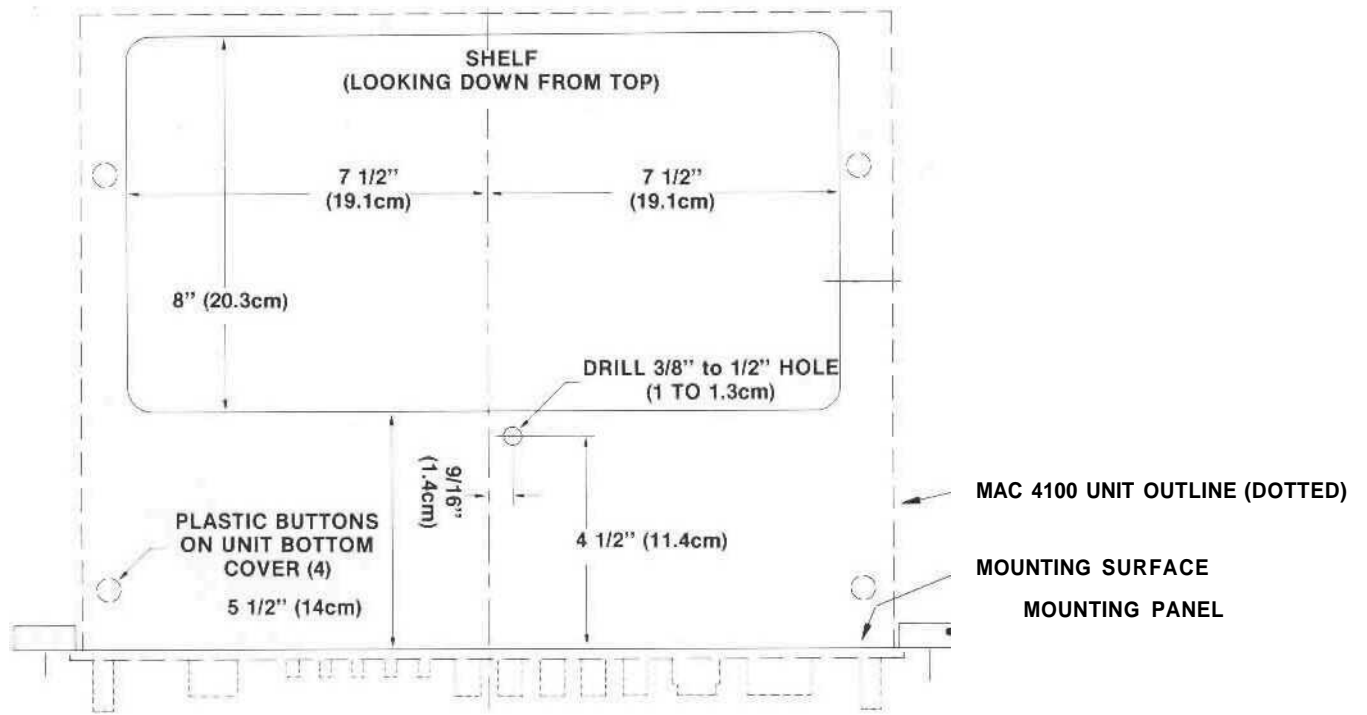 SHELF
(LOOKING DOWN FROM TOP)
7 1/2"
(19.1cm)
7 1/2"
(19.1cm)
8" (20.3cm)
DRILL 3/8" to 1/2" HOLE
(1 TO 1.3cm)
9/16"
(1.4cm)
4 1/2" (11.4cm)
PLASTIC BUTTONS
ON UNIT BOTTOM
COVER (4)
5 1/2" (14cm)
MAC 4100 UNIT OUTLINE (DOTTED)
MOUNTING SURFACE
MOUNTING PANEL